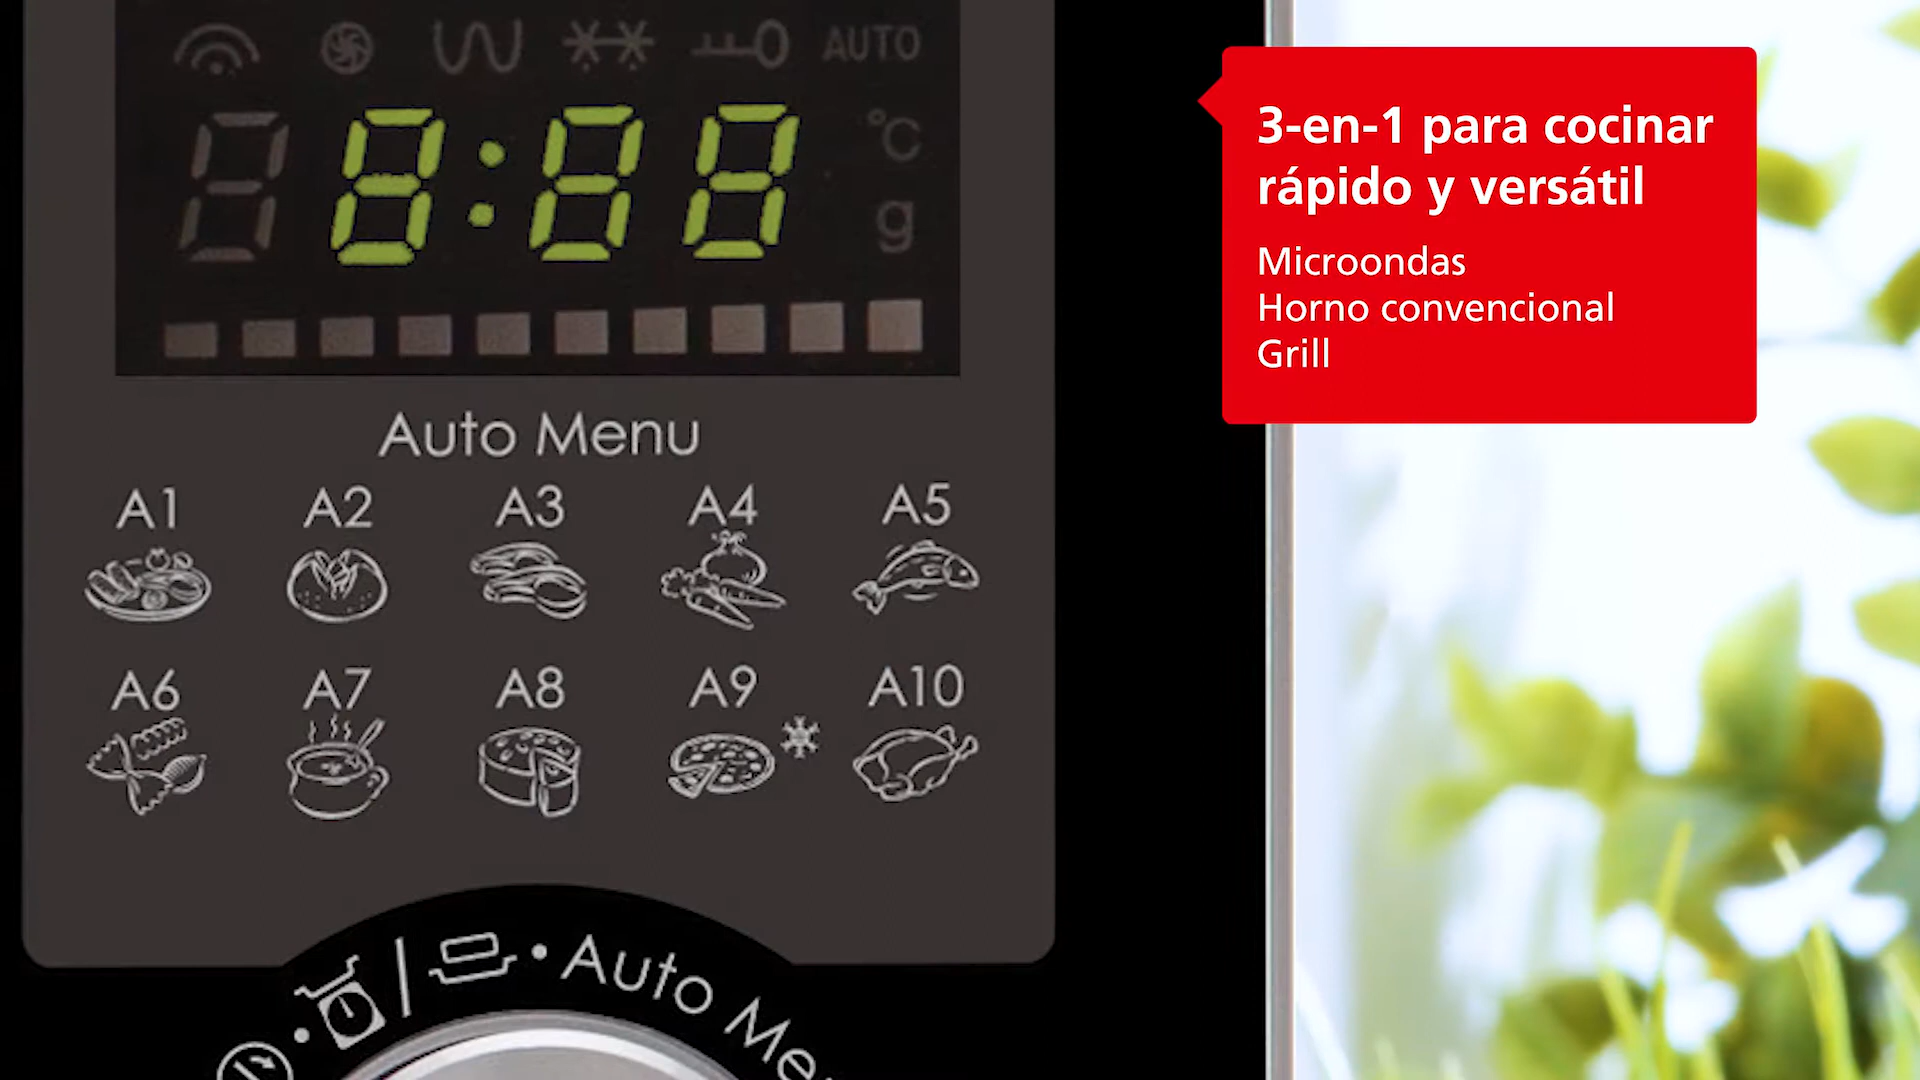 AUTO
8:88
°C
g
Auto Menu
A1 A2 A3 A4 A5
A6 A7 A8 A9 A10
Auto Me
3-en-1 para cocinar
rápido y versátil
Microondas
Horno convencional
Grill